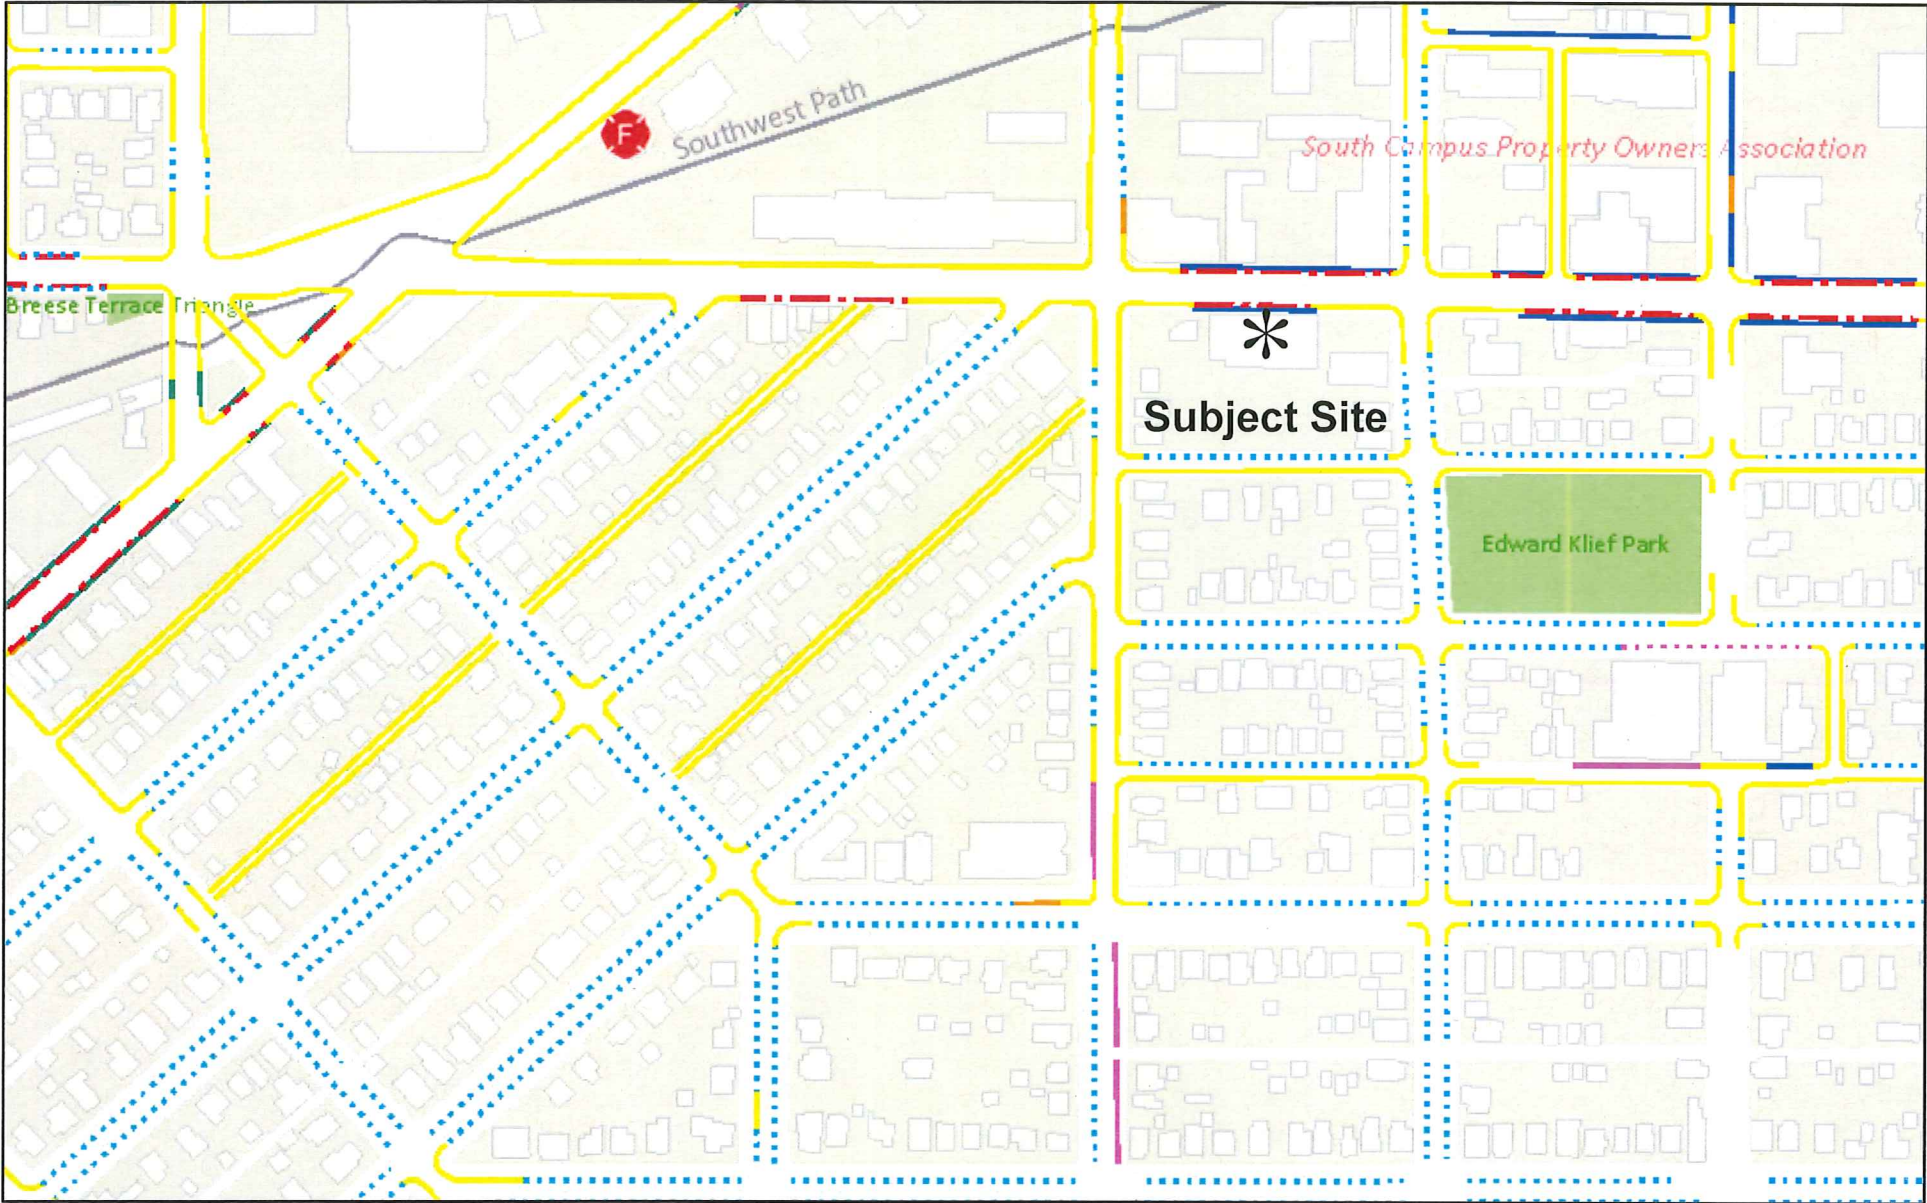 F
Southwest Path
South Campus Property Owners Association
Breese Terrace Triangle
*
Subject Site
Edward Klief Park